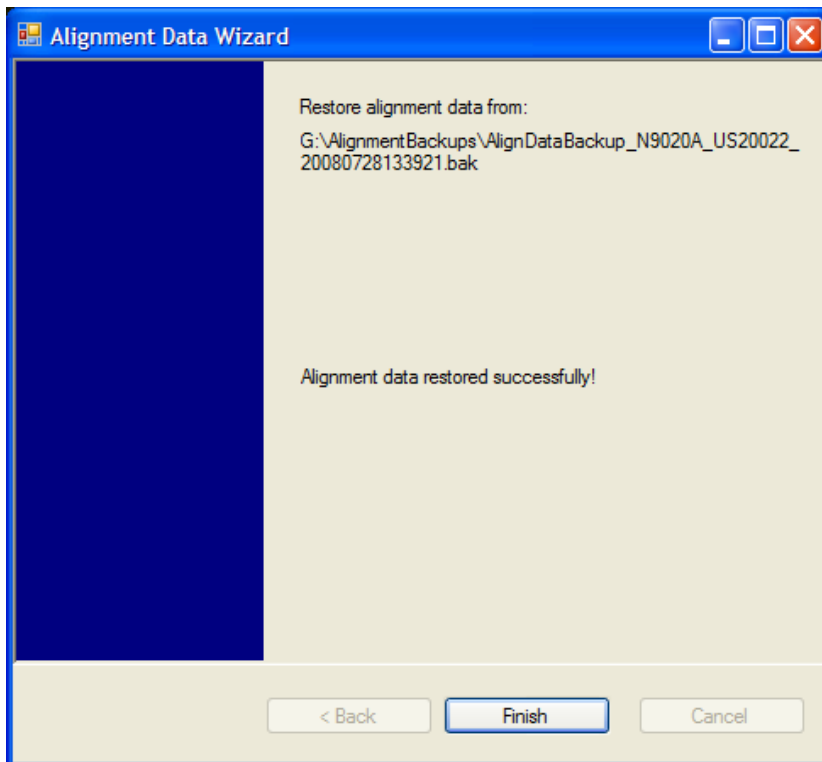 Alignment Data Wizard
Restore alignment data from:
G:\AlignmentBackups\AlignDataBackup_N9020A_US20022_
20080728133921.bak
Alignment data restored successfully!
< Back
Finish
Cancel